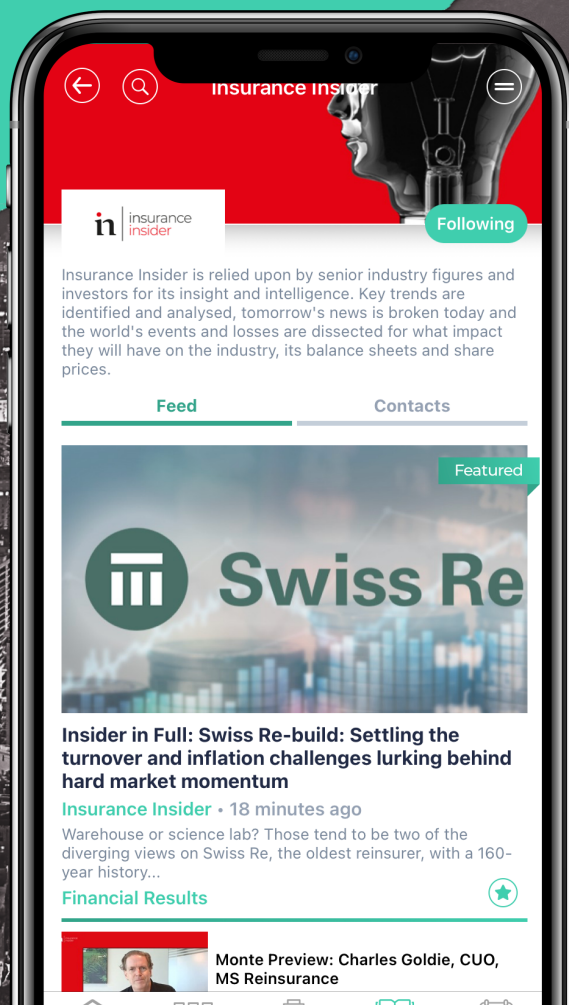 Insurance Insider
in insurance
insider
Following
Insurance Insider is relied upon by senior industry figures and
investors for its insight and intelligence. Key trends are
identified and analysed, tomorrow's news is broken today and
the world's events and losses are dissected for what impact
they will have on the industry, its balance sheets and share
prices.
Feed
Contacts
Featured
Swiss Re
Insider in Full: Swiss Re-build: Settling the
turnover and inflation challenges lurking behind
hard market momentum
Insurance Insider • 18 minutes ago
Warehouse or science lab? Those tend to be two of the
diverging views on Swiss Re, the oldest reinsurer, with a 160-
year history...
Financial Results
Monte Preview: Charles Goldie, CUO,
MS Reinsurance